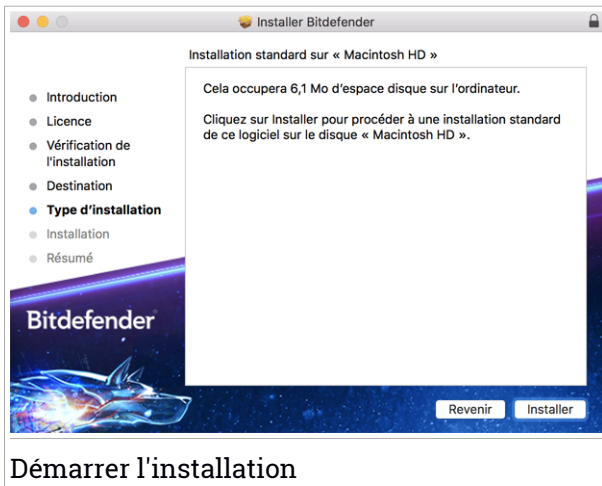 Installer Bitdefender
Installation standard sur « Macintosh HD »
Introduction
Licence
Vérification de
l'installation
Destination
Type d’installation
Installation
Résumé
Bitdefender
Cela occupera 6,1 Mo d’espace disque sur l’ordinateur.
Cliquez sur Installer pour procéder à une installation standard
de ce logiciel sur le disque « Macintosh HD ».
Revenir
Installer
Démarrer l'installation